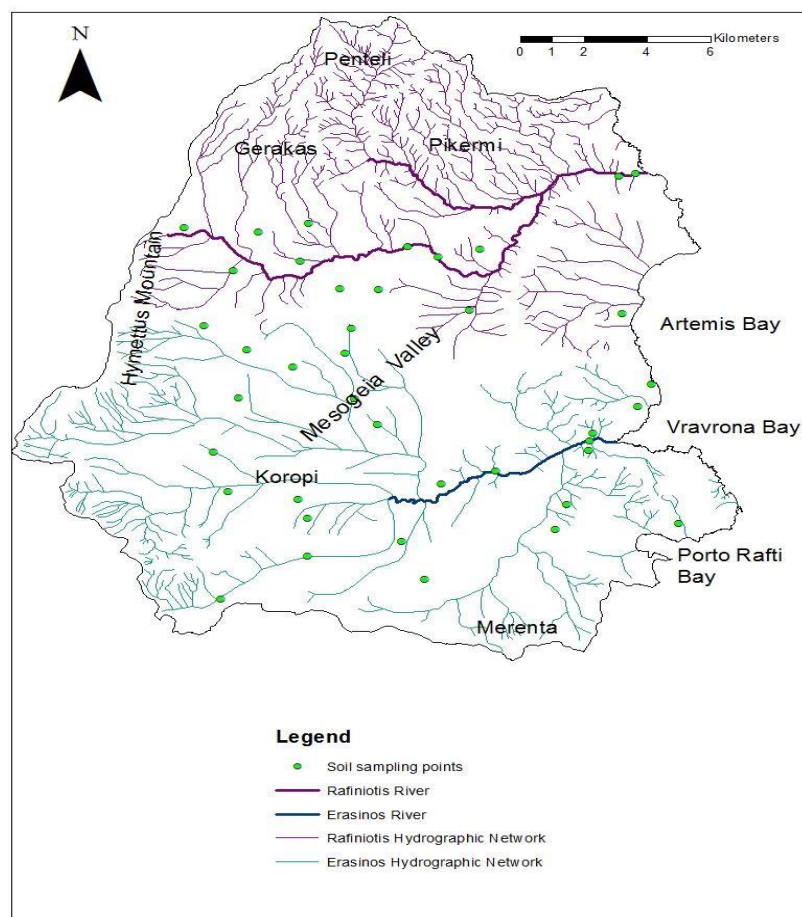 N
Kilometers
0 1 2 4 6
Penteli
Gerakas
Pikermi
Hymettus Mountain
Artemis Bay
Mesogeia Valley
Vravrona Bay
Koropi
Porto Rafti
Bay
Merenta
Legend
Soil sampling points
Rafiniotis River
Erasinos River
Rafiniotis Hydrographic Network
Erasinos Hydrographic Network